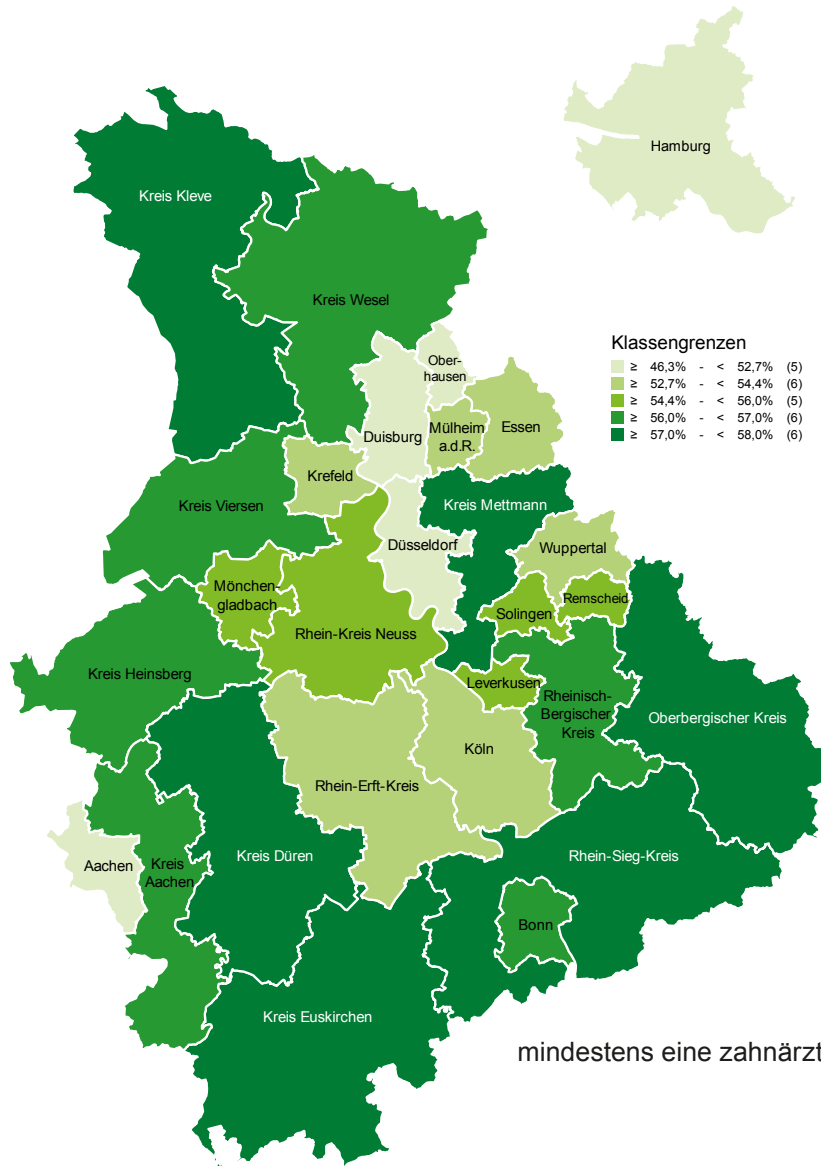 Hamburg
Kreis Kleve
Kreis Wesel
Klassengrenzen
≥ 46,3% - < 52,7% (5)
≥ 52,7% - < 54,4% (6)
≥ 54,4% - < 56,0% (5)
≥ 56,0% - < 57,0% (6)
≥ 57,0% - < 58,0% (6)
Ober-
hausen
Duisburg
Mülheim
a.d.R.
Essen
Krefeld
Kreis Viersen
Kreis Mettmann
Düsseldorf
Wuppertal
Mönchen-
gladbach
Remscheid
Solingen
Rhein-Kreis Neuss
Kreis Heinsberg
Leverkusen
Rheinisch-
Bergischer
Kreis
Oberbergischer Kreis
Köln
Rhein-Erft-Kreis
Aachen
Kreis
Aachen
Kreis Düren
Rhein-Sieg-Kreis
Bonn
Kreis Euskirchen
mindestens eine zahnärzt